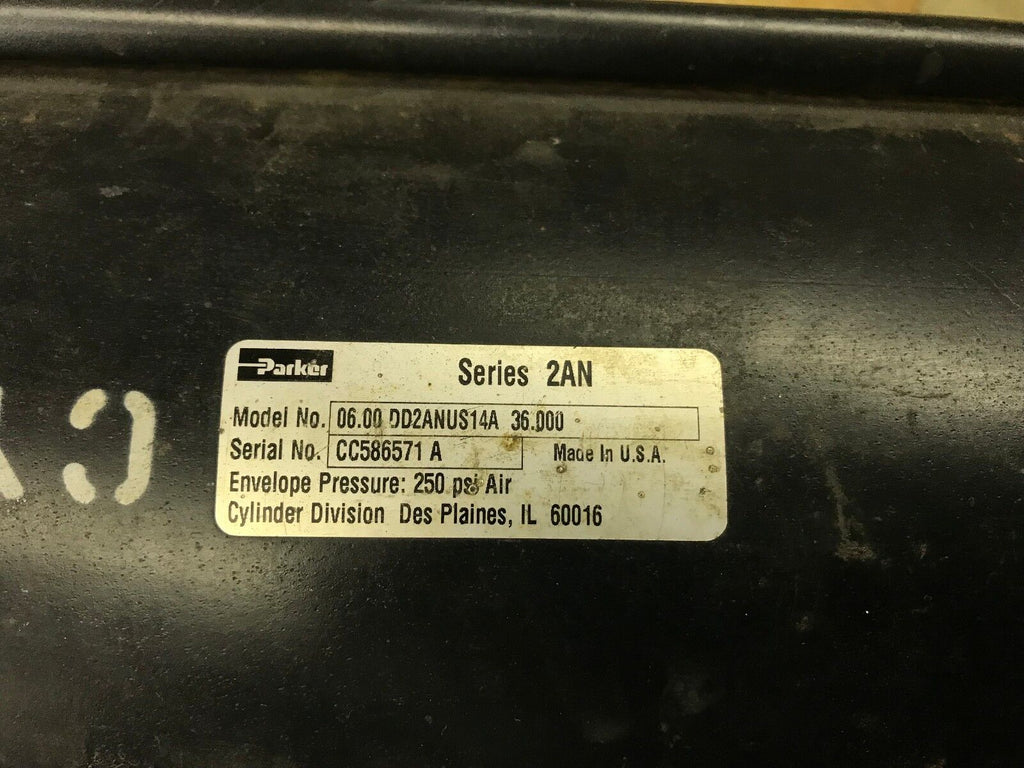 Parker
Series 2AN
Model No. 06.00 DD2ANUS14A 36.000
Serial No. CC586571 A Made In U.S.A.
Envelope Pressure: 250 psi Air
Cylinder Division Des Plaines, IL 60016